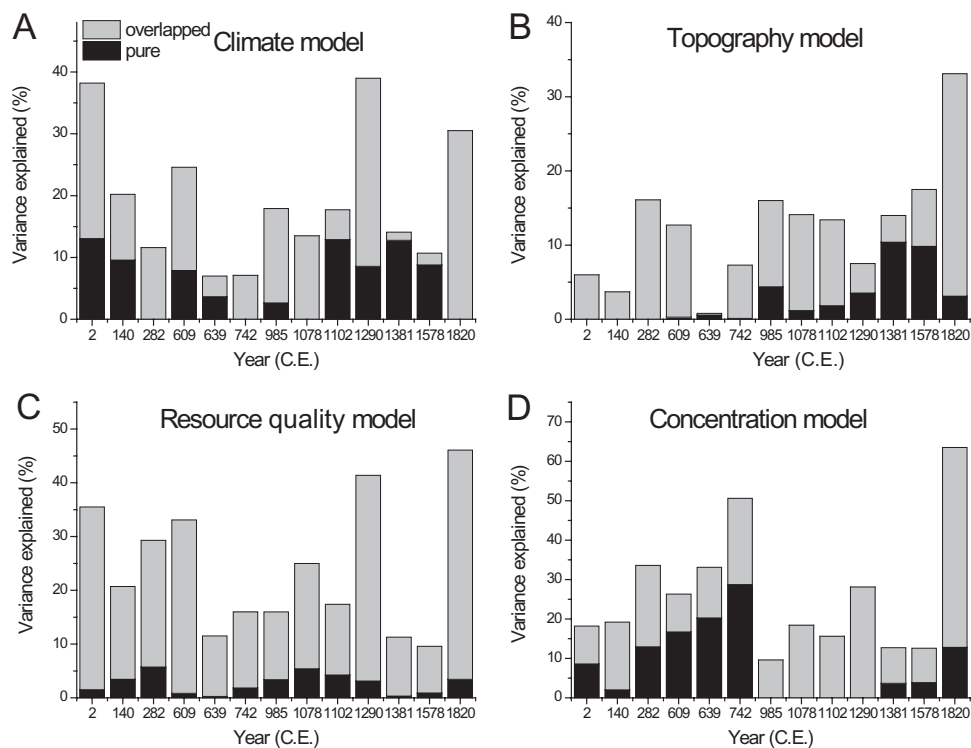 A
overlapped
pure
Climate model
Variance explained (%)
40
30
20
10
0
2 140 282 609 639 742 985 1078 1102 1290 1381 1578 1820
Year (C.E.)
B
Topography model
Variance explained (%)
40
30
20
10
0
2 140 282 609 639 742 985 1078 1102 1290 1381 1578 1820
Year (C.E.)
C
Resource quality model
Variance explained (%)
50
40
30
20
10
0
2 140 282 609 639 742 985 1078 1102 1290 1381 1578 1820
Year (C.E.)
D
Concentration model
Variance explained (%)
70
60
50
40
30
20
10
0
2 140 282 609 639 742 985 1078 1102 1290 1381 1578 1820
Year (C.E.)